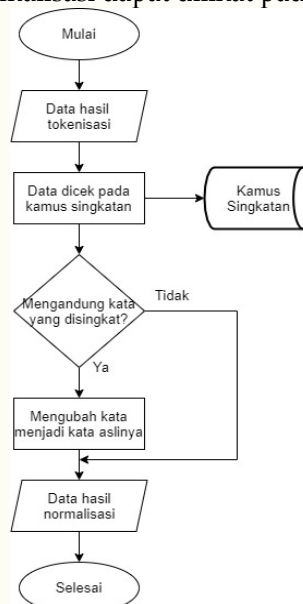 Mulai
Data hasil
tokenisasi
Data dicek pada
kamus singkatan
Kamus
Singkatan
Mengandung kata
yang disingkat?
Tidak
Ya
Mengubah kata
menjadi kata aslinya
Data hasil
normalisasi
Selesai